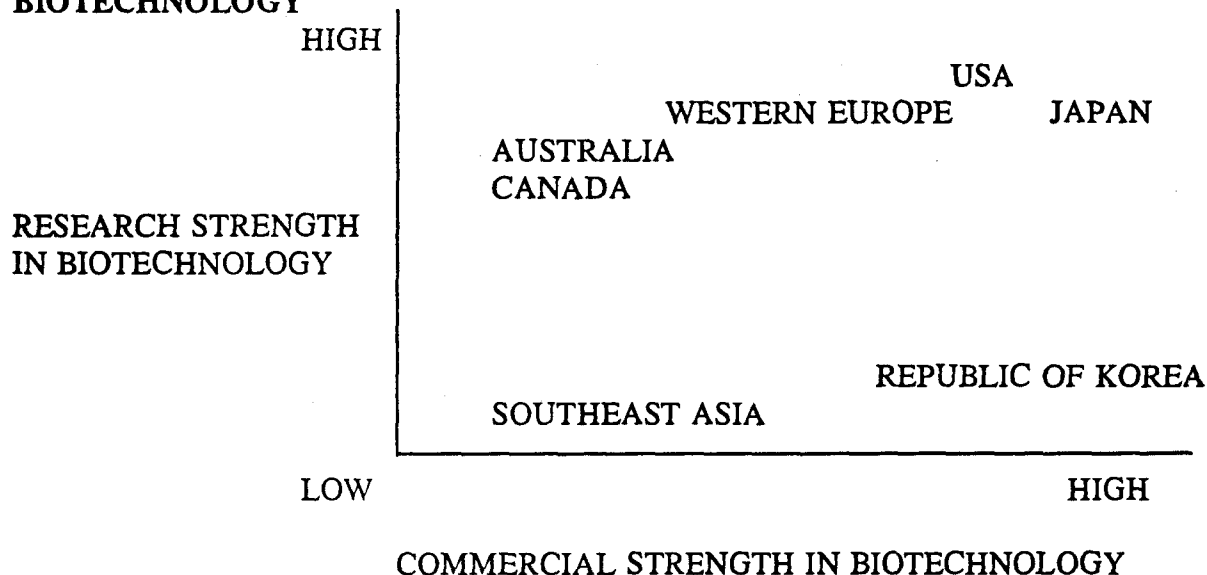 BIOTECHNOLOGY
HIGH
USA
WESTERN EUROPE JAPAN
AUSTRALIA
CANADA
RESEARCH STRENGTH
IN BIOTECHNOLOGY
REPUBLIC OF KOREA
SOUTHEAST ASIA
LOW HIGH
COMMERCIAL STRENGTH IN BIOTECHNOLOGY